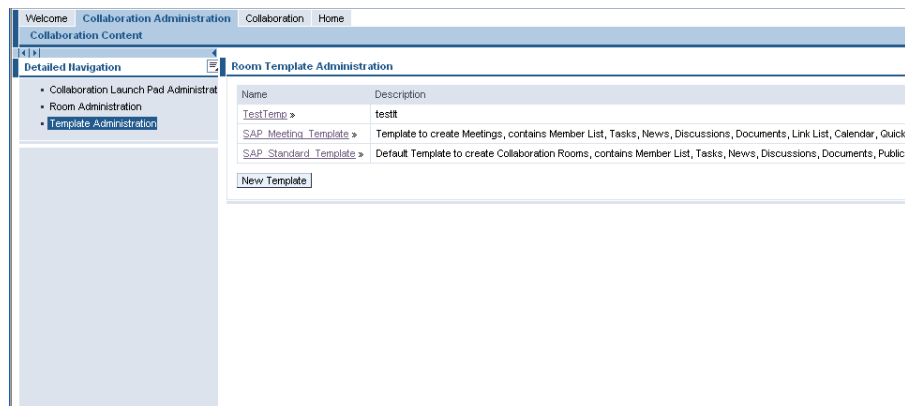 Welcome Collaboration Administration Collaboration Home
Collaboration Content
Detailed Navigation
Collaboration Launch Pad Administrat
Room Administration
Template Administration
Room Template Administration
Name Description
TestTemp » testtt
SAP_Meeting_Template » Template to create Meetings, contains Member List, Tasks, News, Discussions, Documents, Link List, Calendar, Quick
SAP_Standard_Template » Default Template to create Collaboration Rooms, contains Member List, Tasks, News, Discussions, Documents, Public
New Template